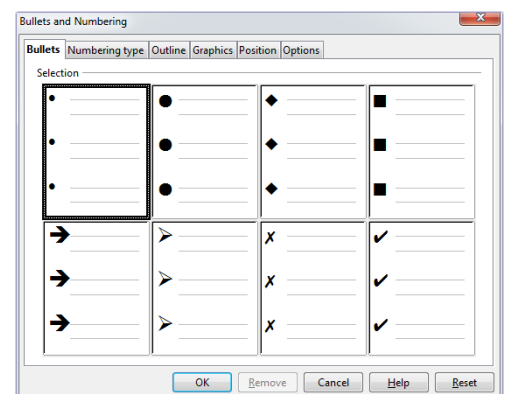 Bullets and Numbering
Bullets Numbering type Outline Graphics Position Options
Selection
OK Remove Cancel Help Reset